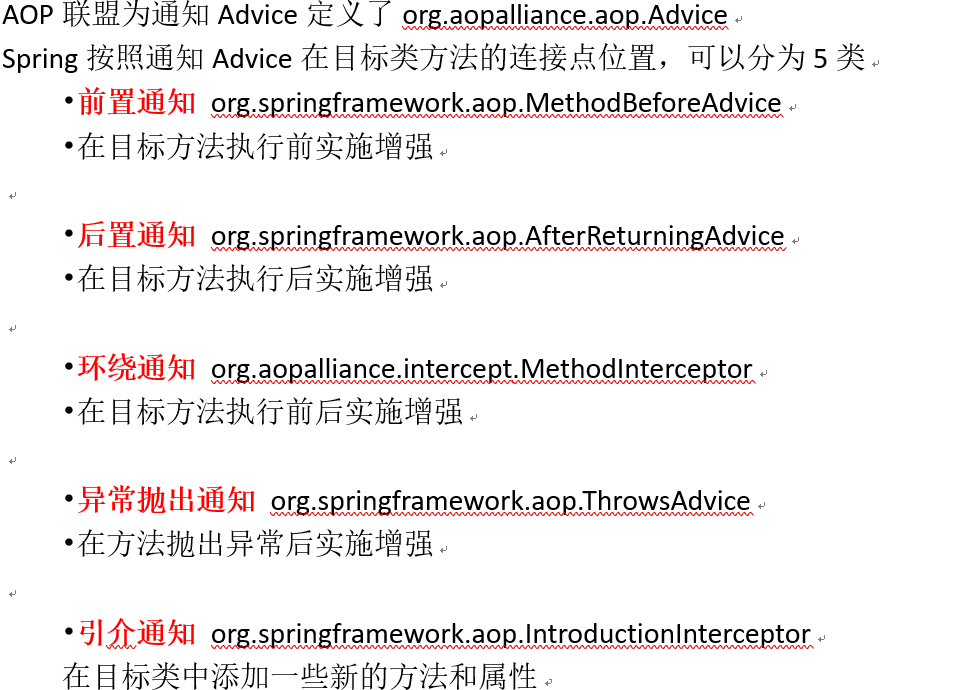 AOP 联盟为通知 Advice 定义了 org.aopalliance.aop.Advice
Spring 按照通知 Advice 在目标类方法的连接点位置，可以分为 5 类
•前置通知 org.springframework.aop.MethodBeforeAdvice
•在目标方法执行前实施增强
•后置通知 org.springframework.aop.AfterReturningAdvice
•在目标方法执行后实施增强
•环绕通知 org.aopalliance.intercept.MethodInterceptor
•在目标方法执行前后实施增强
•异常抛出通知 org.springframework.aop.ThrowsAdvice
•在方法抛出异常后实施增强
•引介通知 org.springframework.aop.IntroductionInterceptor
在目标类中添加一些新的方法和属性